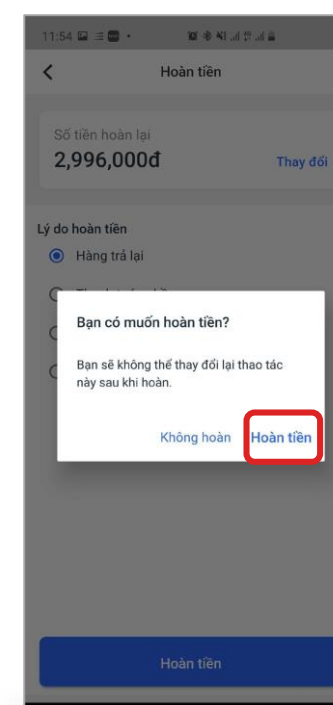 11:54
Hoàn tiền
Số tiền hoàn lại
2,996,000đ
Thay đổi
Lý do hoàn tiền
Hàng trả lại
Bạn có muốn hoàn tiền?
Bạn sẽ không thể thay đổi lại thao tác
này sau khi hoàn.
Không hoàn
Hoàn tiền
Hoàn tiền